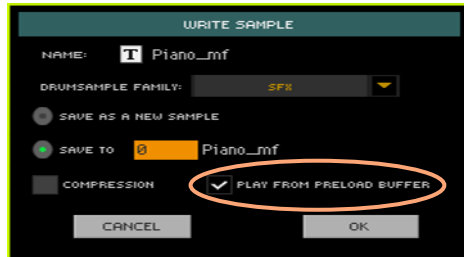 WRITE SAMPLE
NAME: T Piano_mf
DRUMSAMPLE FAMILY: SFX
SAVE AS A NEW SAMPLE
SAVE TO 0 Piano_mf
COMPRESSION PLAY FROM PRELOAD BUFFER
CANCEL OK